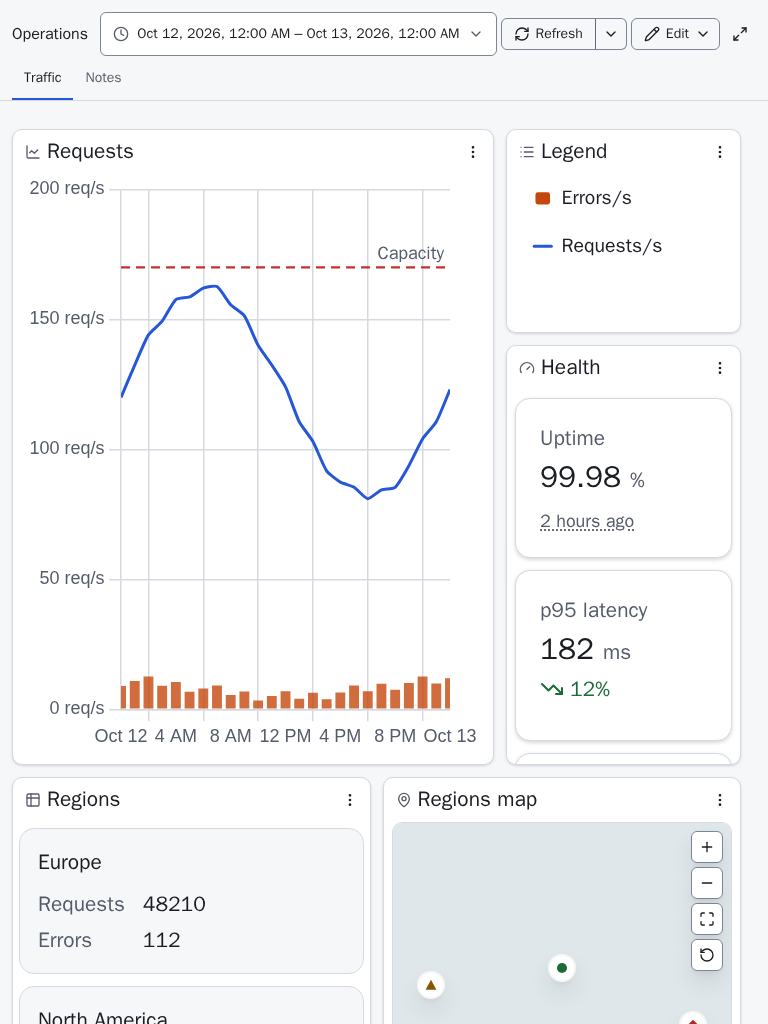 Operations
Oct 12, 2026, 12:00 AM – Oct 13, 2026, 12:00 AM
Refresh
Edit
Traffic
Notes
Requests
200 req/s
Capacity
150 req/s
100 req/s
50 req/s
0 req/s
Oct 12 4 AM 8 AM 12 PM 4 PM 8 PM Oct 13
Legend
Errors/s
Requests/s
Health
Uptime
99.98 %
2 hours ago
p95 latency
182 ms
12%
Regions
Europe
Requests 48210
Errors 112
North America
Regions map